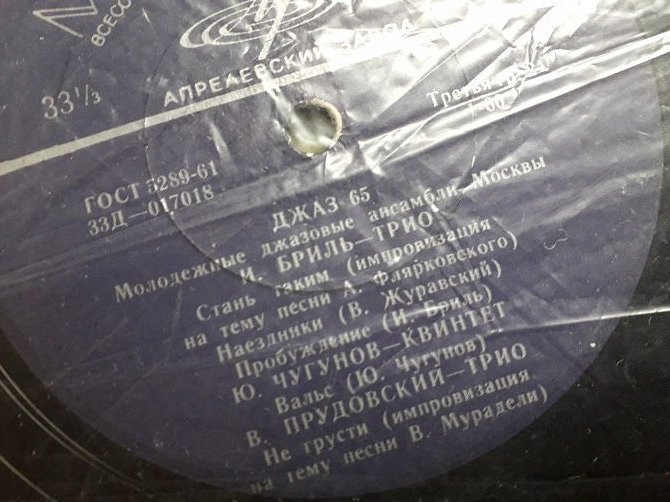 ВСЕСО
АПРЕЛЕВСКИЙ ЗАВОД
33⅓
Третья гр.
ГОСТ 5289-61
33Д—017018
ДЖАЗ 65
Молодежные джазовые ансамбли Москвы
И. БРИЛЬ—ТРИО
Стань таким (импровизация
на тему песни А. Флярковского)
Наездники (В. Журавский)
Пробуждение (И. Бриль)
Ю. ЧУГУНОВ—КВИНТЕТ
Вальс (Ю. Чугунов)
В. ПРУДОВСКИЙ—ТРИО
Не грусти (импровизация
на тему песни В. Мурадели)